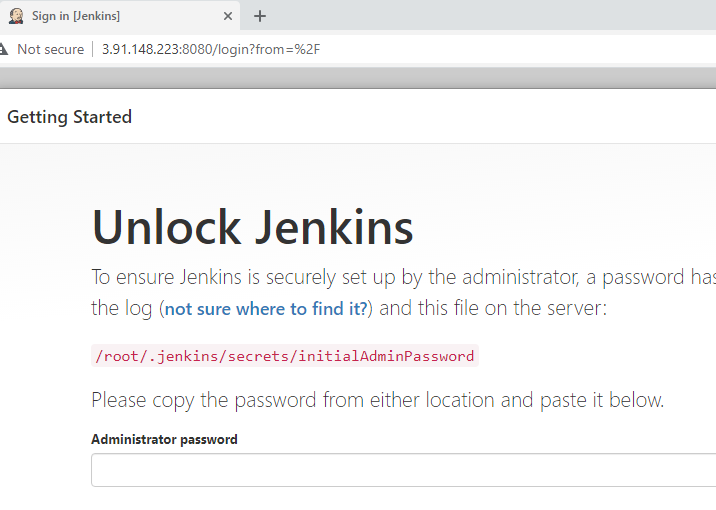 Sign in [Jenkins]
Not secure 3.91.148.223:8080/login?from=%2F
Getting Started
Unlock Jenkins
To ensure Jenkins is securely set up by the administrator, a password has
the log (not sure where to find it?) and this file on the server:
/root/.jenkins/secrets/initialAdminPassword
Please copy the password from either location and paste it below.
Administrator password